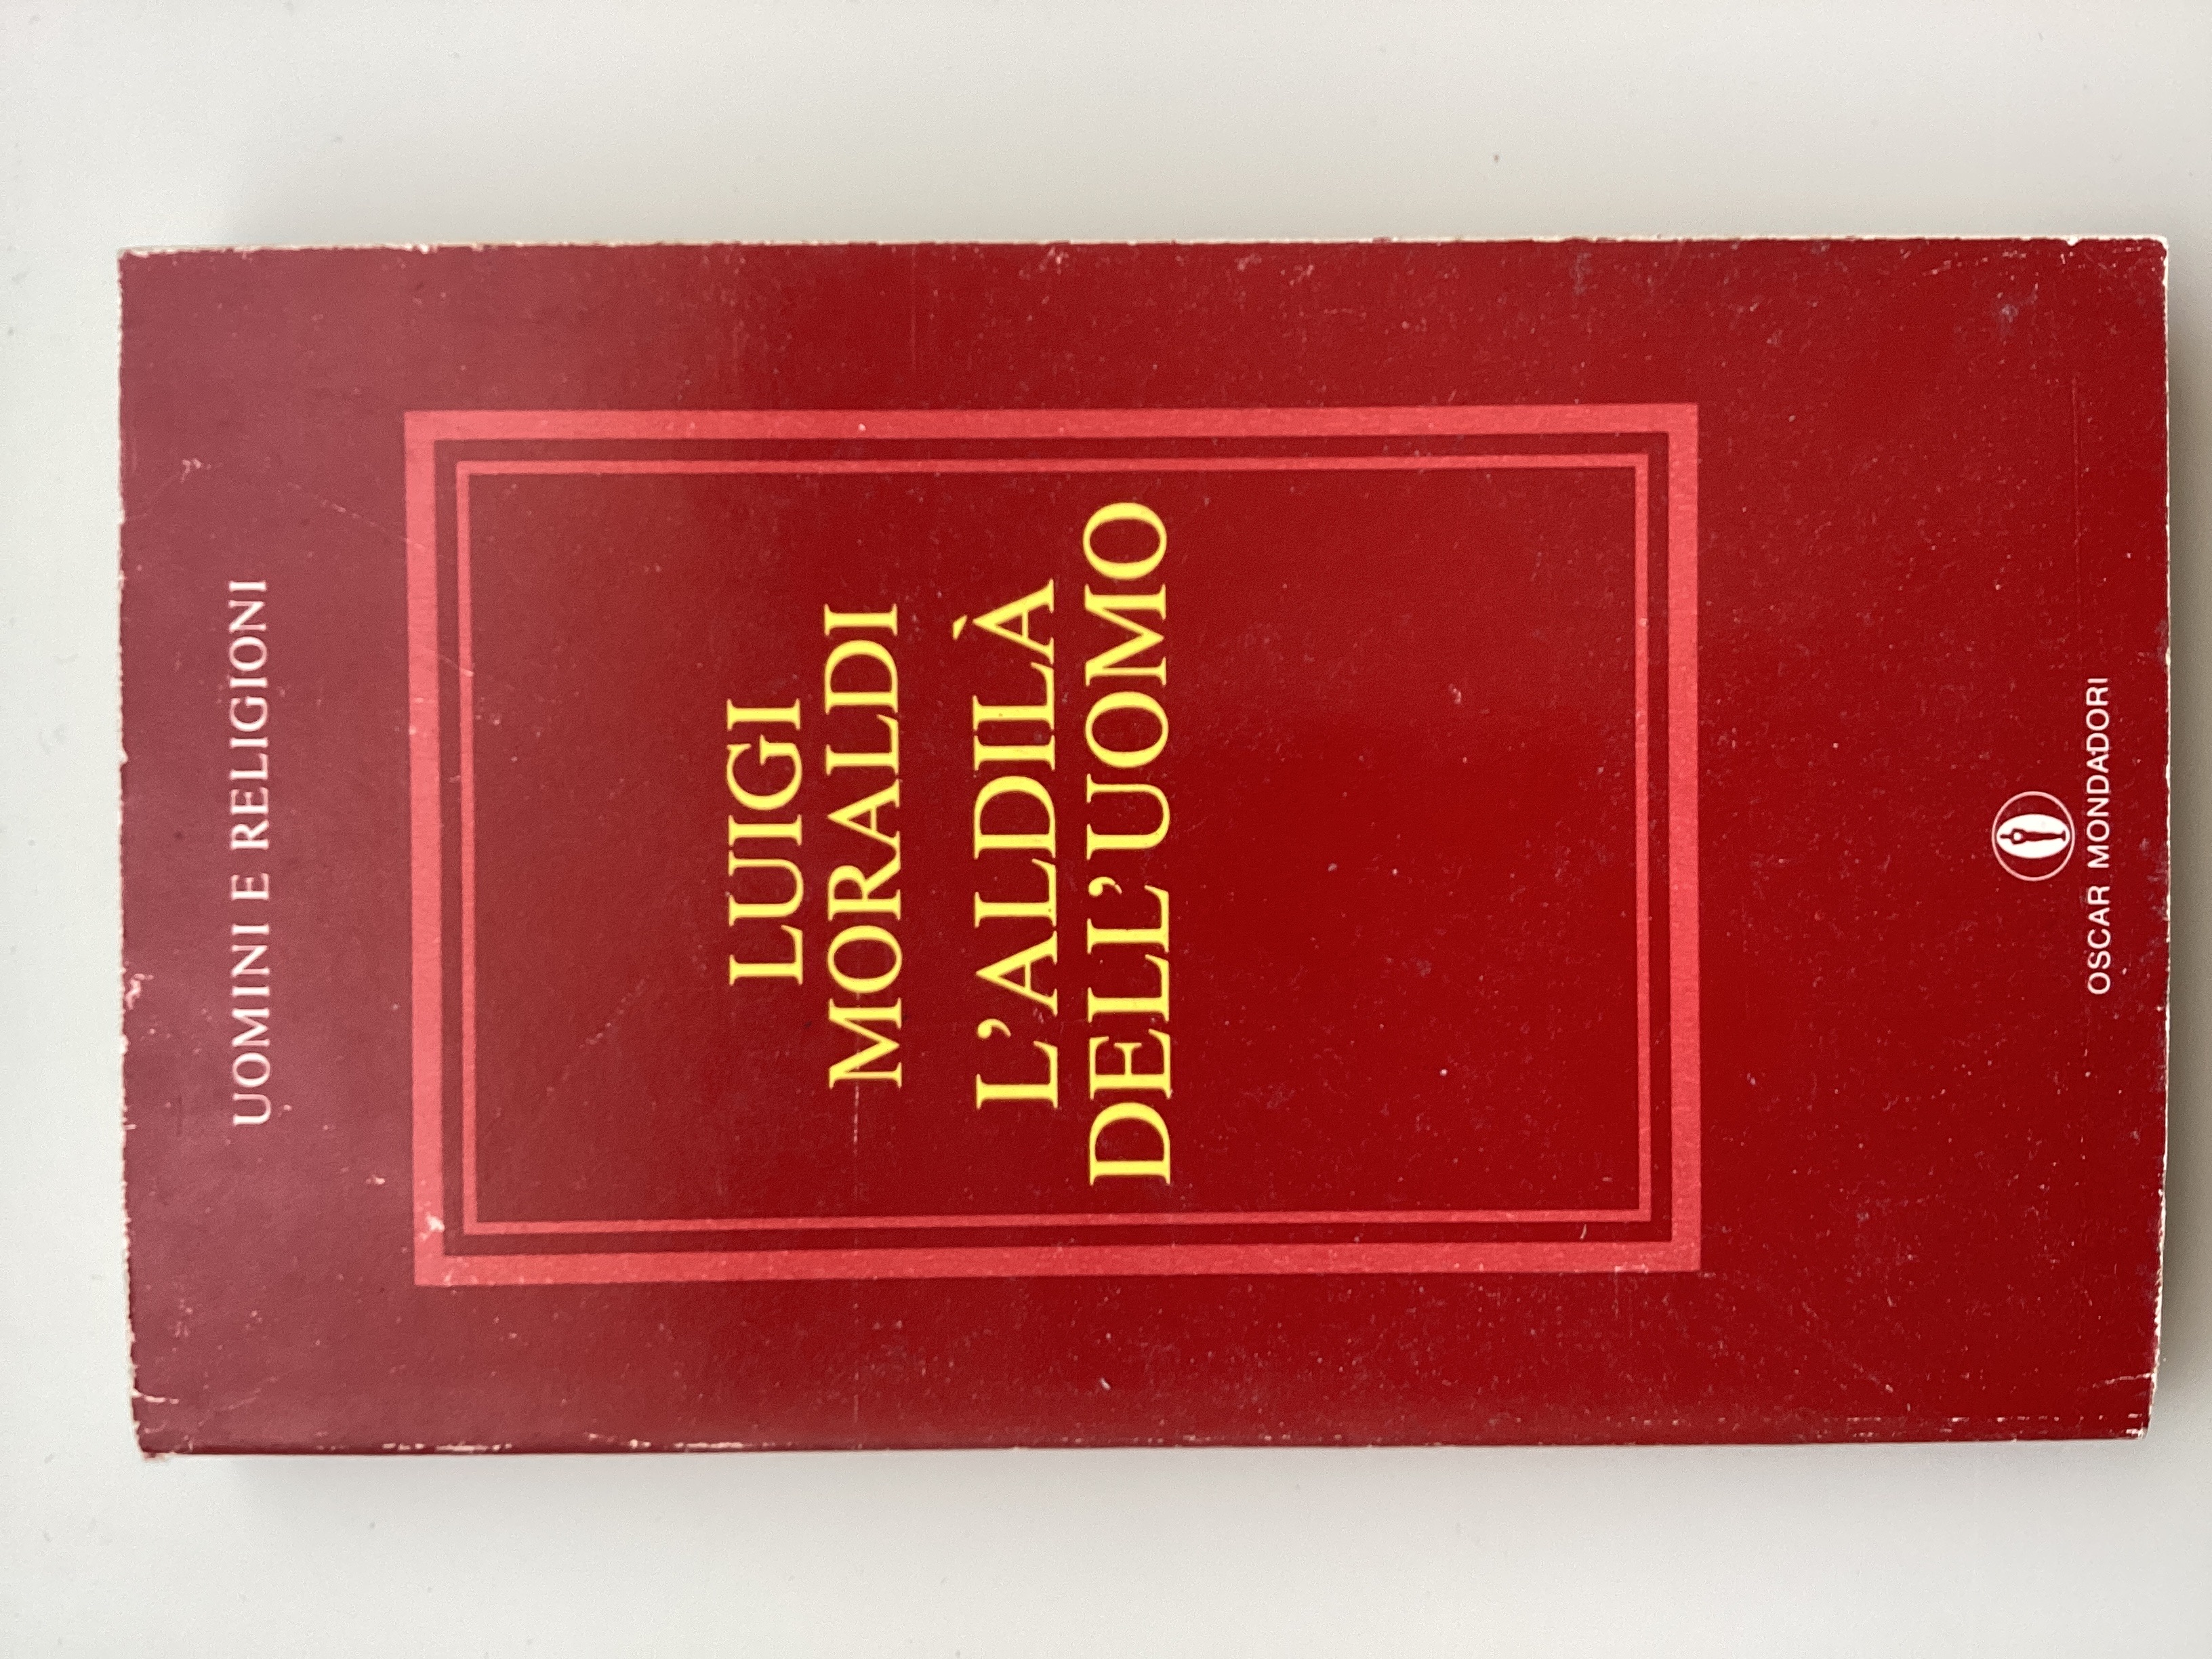 UOMINI E RELIGIONI
LUIGI
MORALDI
L'ALDILÀ
DELL'UOMO
OSCAR MONDADORI